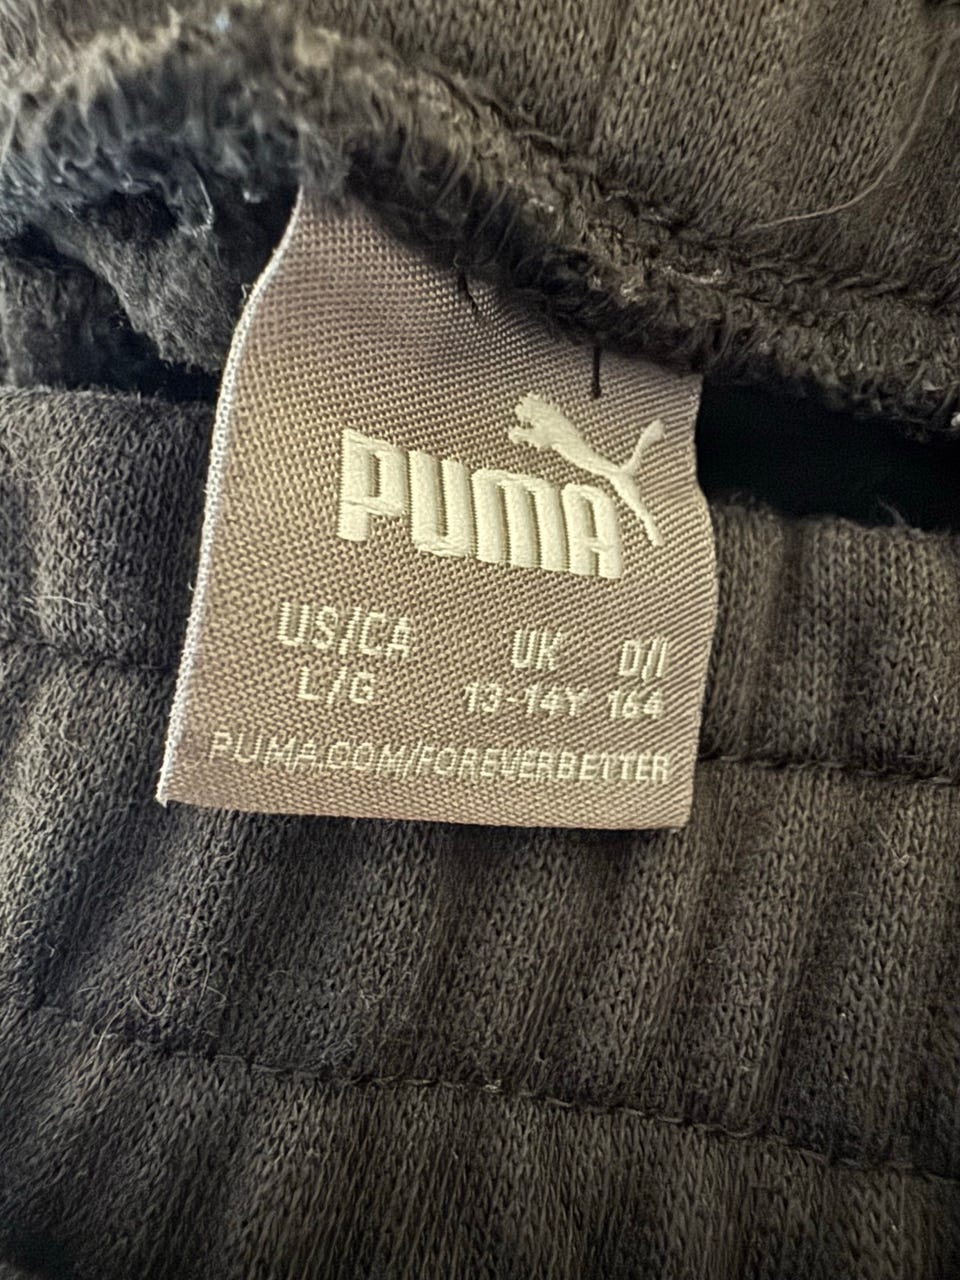 PUMA
US/CA UK D/I
L/G 13-14Y 164
PUMA.COM/FOREVERBETTER